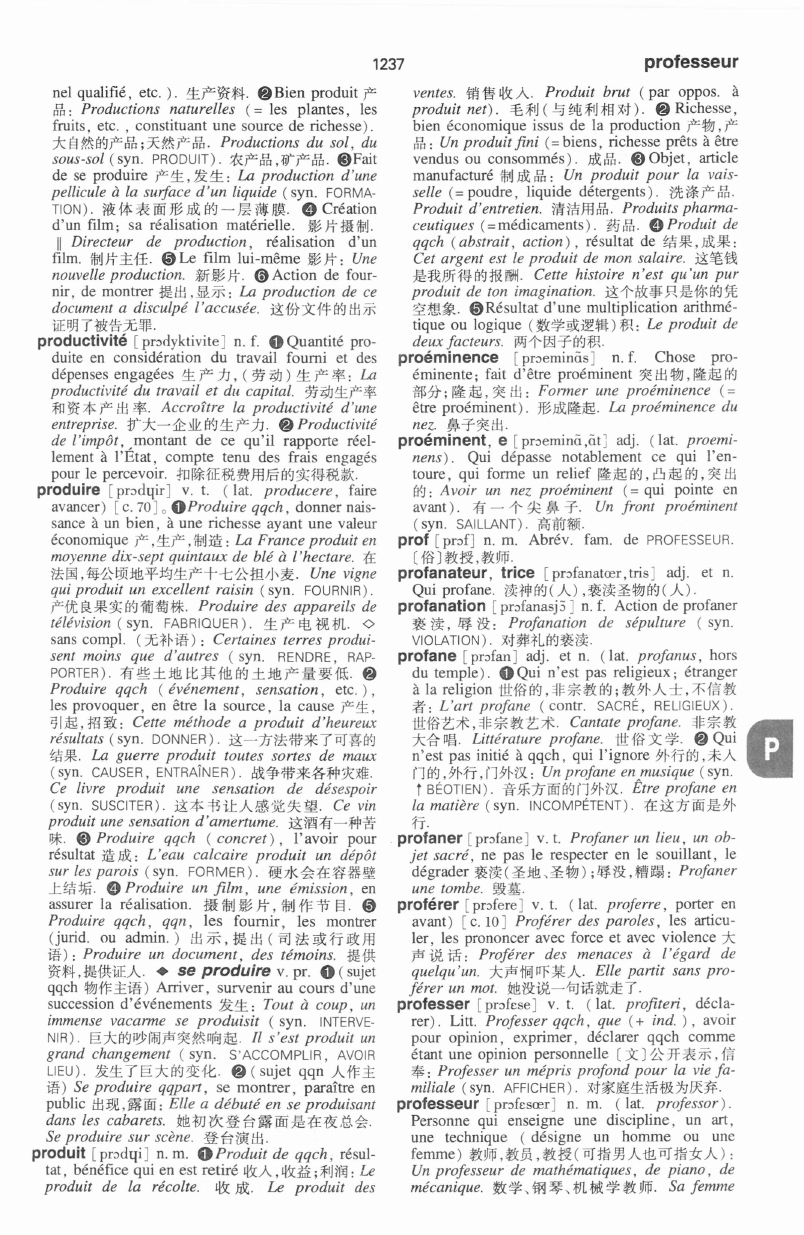 1237
professeur
nel qualifié, etc.). 生产资料. ❷Bien produit 产
品: Productions naturelles (= les plantes, les
fruits, etc., constituant une source de richesse).
大自然的产品;天然产品. Productions du sol, du
sous-sol (syn. PRODUIT). 农产品,矿产品. ❸Fait
de se produire 产生,发生: La production d'une
pellicule à la surface d'un liquide (syn. FORMA-
TION). 液体表面形成的一层薄膜. ❹ Création
d'un film; sa réalisation matérielle. 影片摄制.
‖ Directeur de production, réalisation d'un
film. 制片主任. ❺Le film lui-même 影片: Une
nouvelle production. 新影片. ❻Action de four-
nir, de montrer 提出,显示: La production de ce
document a disculpé l'accusée. 这份文件的出示
证明了被告无罪.
productivité [prɔdyktivite] n. f. ❶Quantité pro-
duite en considération du travail fourni et des
dépenses engagées 生产力,(劳动)生产率: La
productivité du travail et du capital. 劳动生产率
和资本产出率. Accroître la productivité d'une
entreprise. 扩大一企业的生产力. ❷ Productivité
de l'impôt, montant de ce qu'il rapporte réel-
lement à l'État, compte tenu des frais engagés
pour le percevoir. 扣除征税费用后的实得税款.
produire [prɔdɥir] v. t. (lat. producere, faire
avancer) [c. 70]。❶Produire qqch, donner nais-
sance à un bien, à une richesse ayant une valeur
économique 产,生产,制造: La France produit en
moyenne dix-sept quintaux de blé à l'hectare. 在
法国,每公顷地平均生产十七公担小麦. Une vigne
qui produit un excellent raisin (syn. FOURNIR).
产优良果实的葡萄株. Produire des appareils de
télévision (syn. FABRIQUER). 生产电视机. ◇
sans compl. (无补语): Certaines terres produi-
sent moins que d'autres (syn. RENDRE, RAP-
PORTER). 有些土地比其他的土地产量要低. ❷
Produire qqch (événement, sensation, etc.),
les provoquer, en être la source, la cause 产生,
引起,招致: Cette méthode a produit d'heureux
résultats (syn. DONNER). 这一方法带来了可喜的
结果. La guerre produit toutes sortes de maux
(syn. CAUSER, ENTRAÎNER). 战争带来各种灾难.
Ce livre produit une sensation de désespoir
(syn. SUSCITER). 这本书让人感觉失望. Ce vin
produit une sensation d'amertume. 这酒有一种苦
味. ❸ Produire qqch (concret), l'avoir pour
résultat 造成: L'eau calcaire produit un dépôt
sur les parois (syn. FORMER). 硬水会在容器壁
上结垢. ❹ Produire un film, une émission, en
assurer la réalisation. 摄制影片,制作节目. ❺
Produire qqch, qqn, les fournir, les montrer
(jurid. ou admin.) 出示,提出(司法或行政用
语): Produire un document, des témoins. 提供
资料,提供证人. ◆ se produire v. pr. ❶(sujet
qqch 物作主语) Arriver, survenir au cours d'une
succession d'événements 发生: Tout à coup, un
immense vacarme se produisit (syn. INTERVE-
NIR). 巨大的吵闹声突然响起. Il s'est produit un
grand changement (syn. S'ACCOMPLIR, AVOIR
LIEU). 发生了巨大的变化. ❷(sujet qqn 人作主
语) Se produire qqpart, se montrer, paraître en
public 出现,露面: Elle a débuté en se produisant
dans les cabarets. 她初次登台露面是在夜总会.
Se produire sur scène. 登台演出.
produit [prɔdɥi] n. m. ❶Produit de qqch, résul-
tat, bénéfice qui en est retiré 收入,收益;利润: Le
produit de la récolte. 收成. Le produit des
ventes. 销售收入. Produit brut (par oppos. à
produit net). 毛利(与纯利相对). ❷ Richesse,
bien économique issus de la production 产物,产
品: Un produit fini (= biens, richesse prêts à être
vendus ou consommés). 成品. ❸Objet, article
manufacturé 制成品: Un produit pour la vais-
selle (= poudre, liquide détergents). 洗涤产品.
Produit d'entretien. 清洁用品. Produits pharma-
ceutiques (=médicaments). 药品. ❹Produit de
qqch (abstrait, action), résultat de 结果,成果:
Cet argent est le produit de mon salaire. 这笔钱
是我所得的报酬. Cette histoire n'est qu'un pur
produit de ton imagination. 这个故事只是你的凭
空想象. ❺Résultat d'une multiplication arithmé-
tique ou logique (数学或逻辑)积: Le produit de
deux facteurs. 两个因子的积.
proéminence [prɔeminɑ̃s] n. f. Chose pro-
éminente; fait d'être proéminent 突出物,隆起的
部分;隆起,突出: Former une proéminence (=
être proéminent). 形成隆起. La proéminence du
nez. 鼻子突出.
proéminent, e [prɔeminɑ̃,ɑ̃t] adj. (lat. proemi-
nens). Qui dépasse notablement ce qui l'en-
toure, qui forme un relief 隆起的,凸起的,突出
的: Avoir un nez proéminent (= qui pointe en
avant). 有一个尖鼻子. Un front proéminent
(syn. SAILLANT). 高前额.
prof [prɔf] n. m. Abrév. fam. de PROFESSEUR.
〔俗〕教授,教师.
profanateur, trice [prɔfanatœr,tris] adj. et n.
Qui profane. 渎神的(人),亵渎圣物的(人).
profanation [prɔfanasjɔ̃] n. f. Action de profaner
亵渎,辱没: Profanation de sépulture (syn.
VIOLATION). 对葬礼的亵渎.
profane [prɔfan] adj. et n. (lat. profanus, hors
du temple). ❶Qui n'est pas religieux; étranger
à la religion 世俗的,非宗教的;教外人士,不信教
者: L'art profane (contr. SACRÉ, RELIGIEUX).
世俗艺术,非宗教艺术. Cantate profane. 非宗教
大合唱. Littérature profane. 世俗文学. ❷Qui
n'est pas initié à qqch, qui l'ignore 外行的,未入
门的,外行,门外汉: Un profane en musique (syn.
↑BÉOTIEN). 音乐方面的门外汉. Être profane en
la matière (syn. INCOMPÉTENT). 在这方面是外
行.
profaner [prɔfane] v. t. Profaner un lieu, un ob-
jet sacré, ne pas le respecter en le souillant, le
dégrader 亵渎(圣地、圣物);辱没,糟蹋: Profaner
une tombe. 毁墓.
proférer [prɔfere] v. t. (lat. proferre, porter en
avant) [c. 10] Proférer des paroles, les articu-
ler, les prononcer avec force et avec violence 大
声说话: Proférer des menaces à l'égard de
quelqu'un. 大声恫吓某人. Elle partit sans pro-
férer un mot. 她没说一句话就走了.
professer [prɔfɛse] v. t. (lat. profiteri, décla-
rer). Litt. Professer qqch, que (+ ind.), avoir
pour opinion, exprimer, déclarer qqch comme
étant une opinion personnelle [文]公开表示,信
奉: Professer un mépris profond pour la vie fa-
miliale (syn. AFFICHER). 对家庭生活极为厌弃.
professeur [prɔfesœr] n. m. (lat. professor).
Personne qui enseigne une discipline, un art,
une technique (désigne un homme ou une
femme) 教师,教员,教授(可指男人也可指女人):
Un professeur de mathématiques, de piano, de
mécanique. 数学、钢琴、机械学教师. Sa femme
P